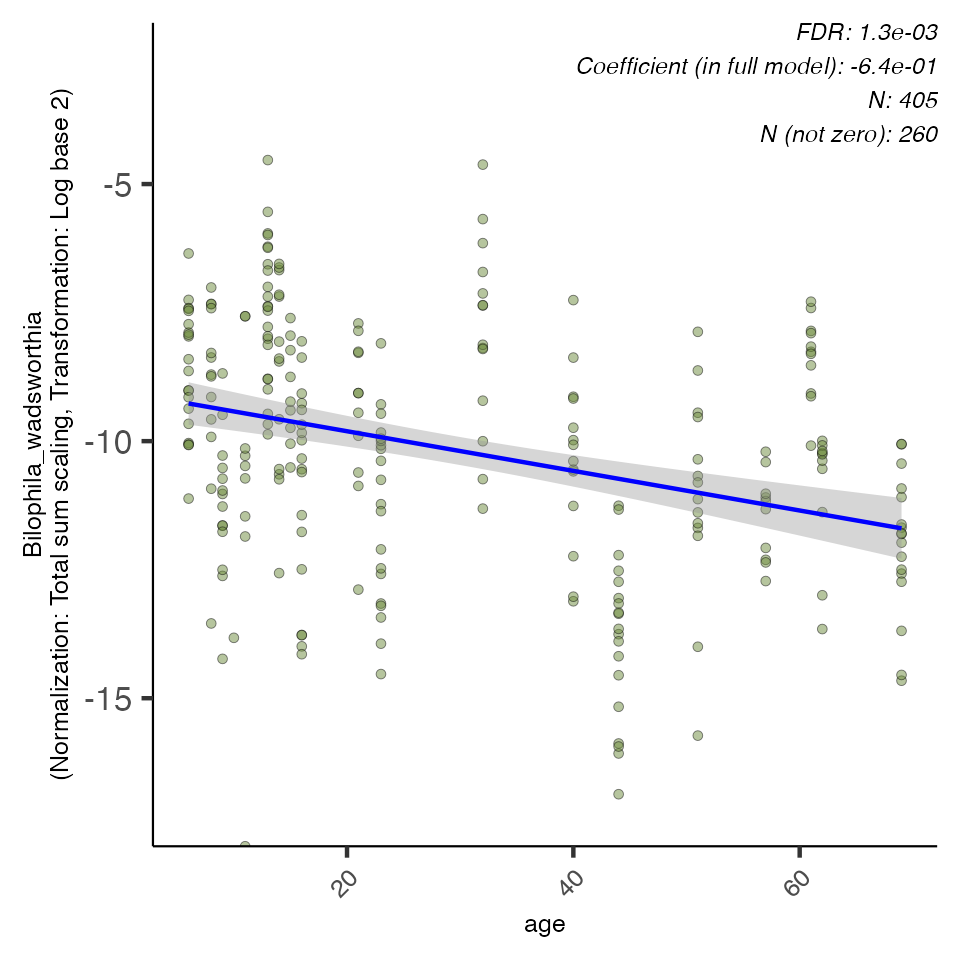 FDR: 1.3e-03
Coefficient (in full model): -6.4e-01
N: 405
N (not zero): 260
Bilophila_wadsworthia
(Normalization: Total sum scaling, Transformation: Log base 2)
-5
-10
-15
20
40
60
age